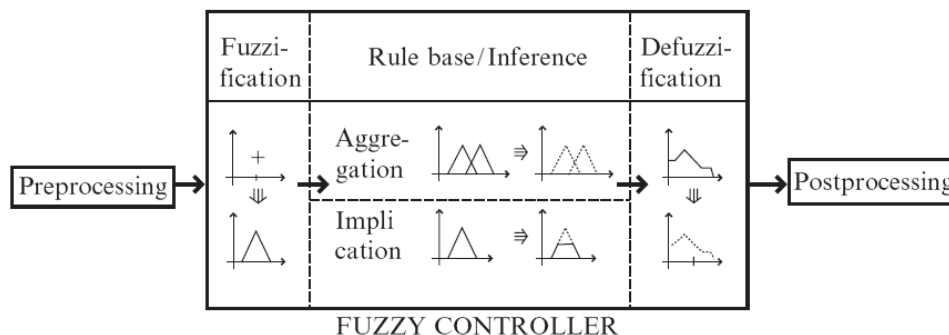 Fuzzi-
fication
Rule base/Inference
Defuzzi-
fication
Preprocessing
Aggre-
gation
Impli
cation
Postprocessing
FUZZY CONTROLLER